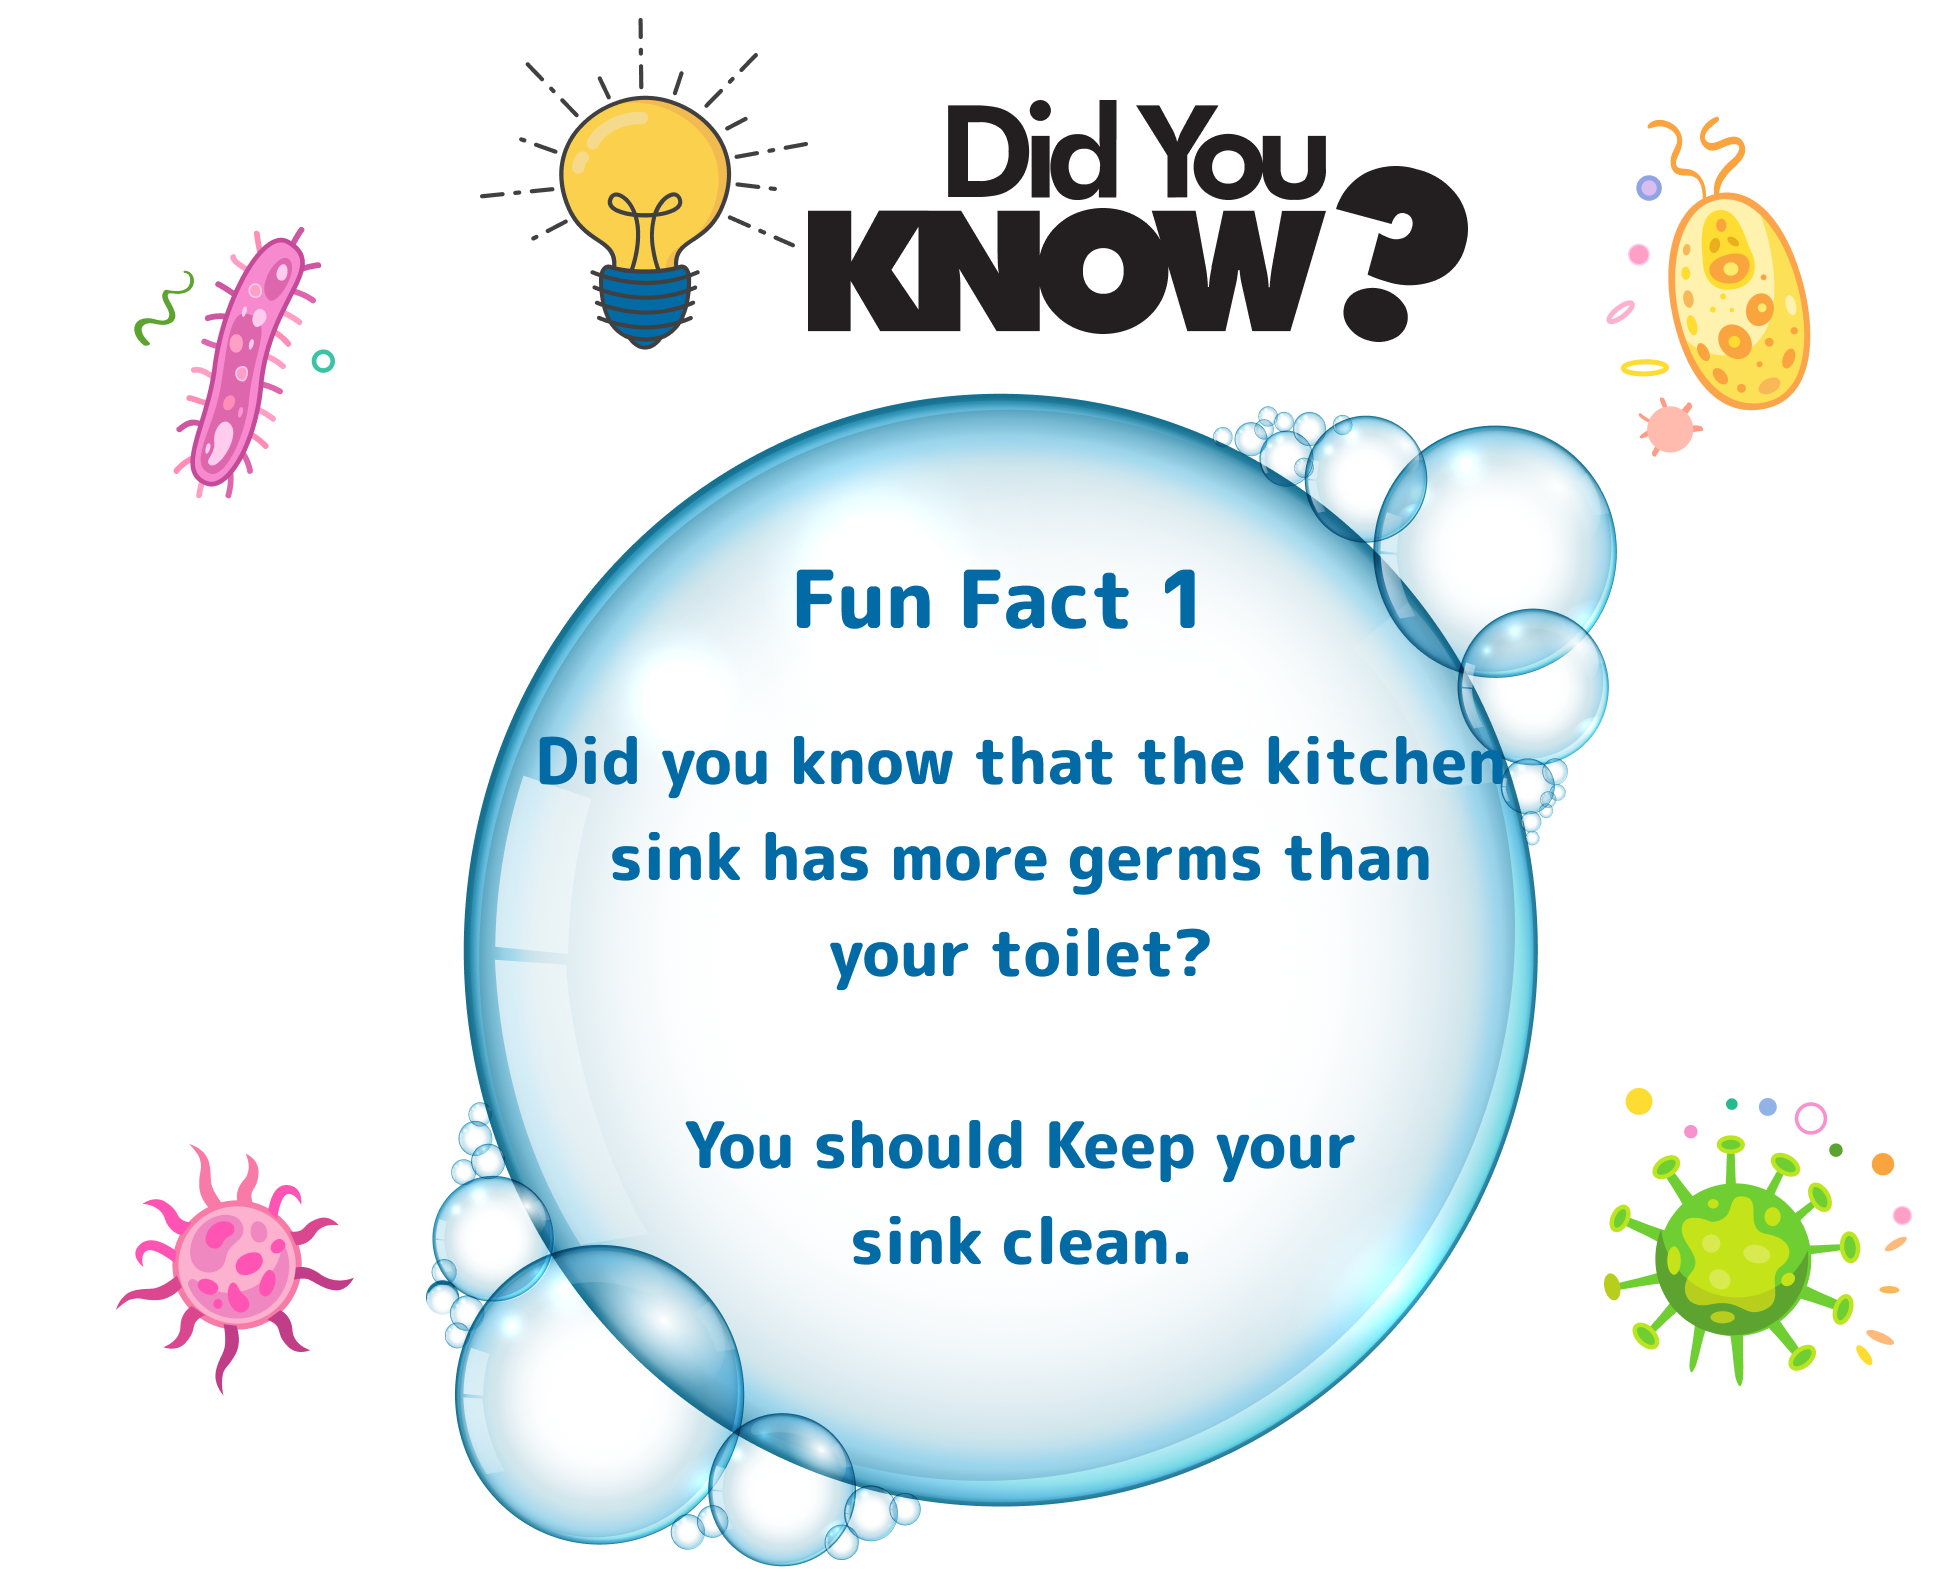 Did You
KNOW?
Fun Fact 1
Did you know that the kitchen
sink has more germs than
your toilet?
You should Keep your
sink clean.